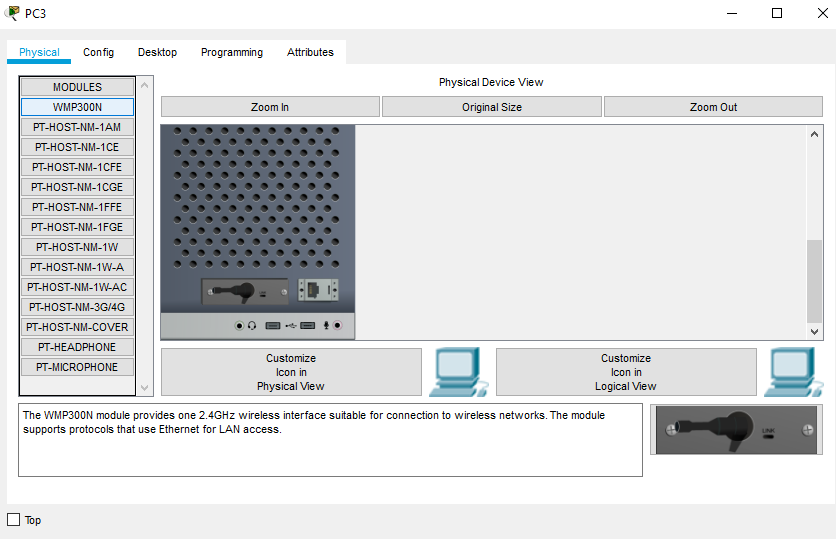 PC3
Physical Config Desktop Programming Attributes
MODULES
WMP300N
PT-HOST-NM-1AM
PT-HOST-NM-1CE
PT-HOST-NM-1CFE
PT-HOST-NM-1CGE
PT-HOST-NM-1FFE
PT-HOST-NM-1FGE
PT-HOST-NM-1W
PT-HOST-NM-1W-A
PT-HOST-NM-1W-AC
PT-HOST-NM-3G/4G
PT-HOST-NM-COVER
PT-HEADPHONE
PT-MICROPHONE
Physical Device View
Zoom In Original Size Zoom Out
Customize
Icon in
Physical View
Customize
Icon in
Logical View
The WMP300N module provides one 2.4GHz wireless interface suitable for connection to wireless networks. The module
supports protocols that use Ethernet for LAN access.
LINK
Top